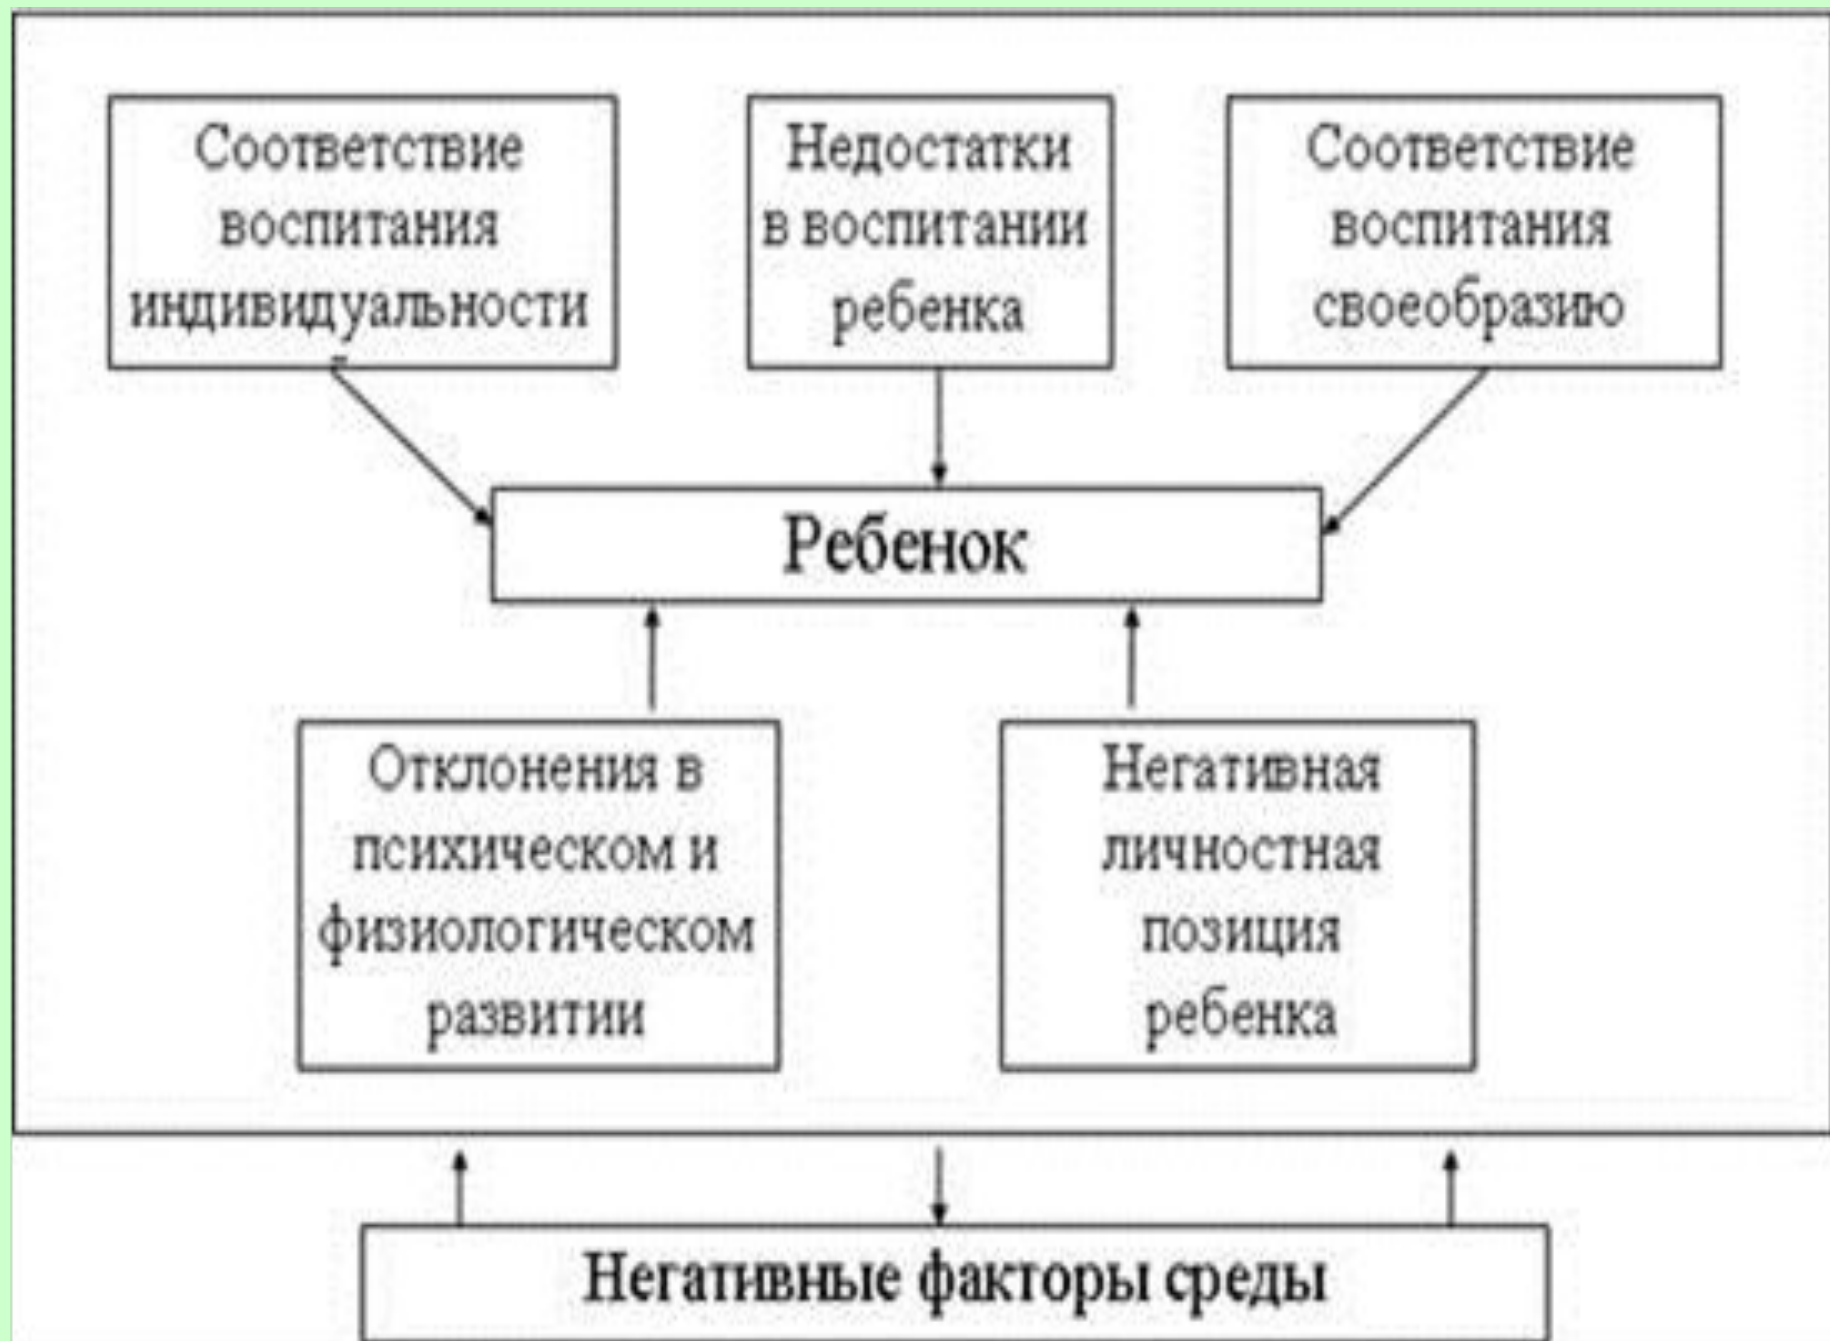 Соответствие
воспитания
индивидуальности
Недостатки
в воспитании
ребенка
Соответствие
воспитания
своеобразию
Ребенок
Отклонения в
психическом и
физиологическом
развитии
Негативная
личностная
позиция
ребенка
Негативные факторы среды